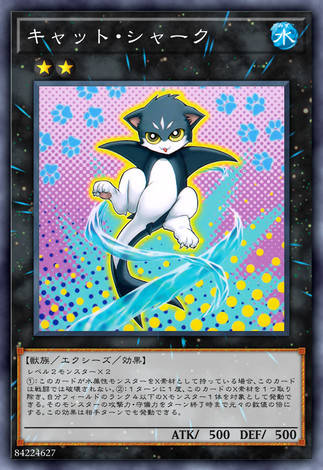 キャット・シャーク
水
【獣族/エクシーズ/効果】
レベル２モンスター×２
①:このカードが水属性モンスターをX素材として持っている場合、このカード
は戦闘では破壊されない。②:１ターンに１度、このカードのX素材を１つ取り
除き、自分フィールドのランク４以下のXモンスター１体を対象として発動で
きる。そのモンスターの攻撃力・守備力をターン終了時まで元々の数値の倍に
する。この効果は相手ターンでも発動できる。
ATK/ 500 DEF/ 500
84224627